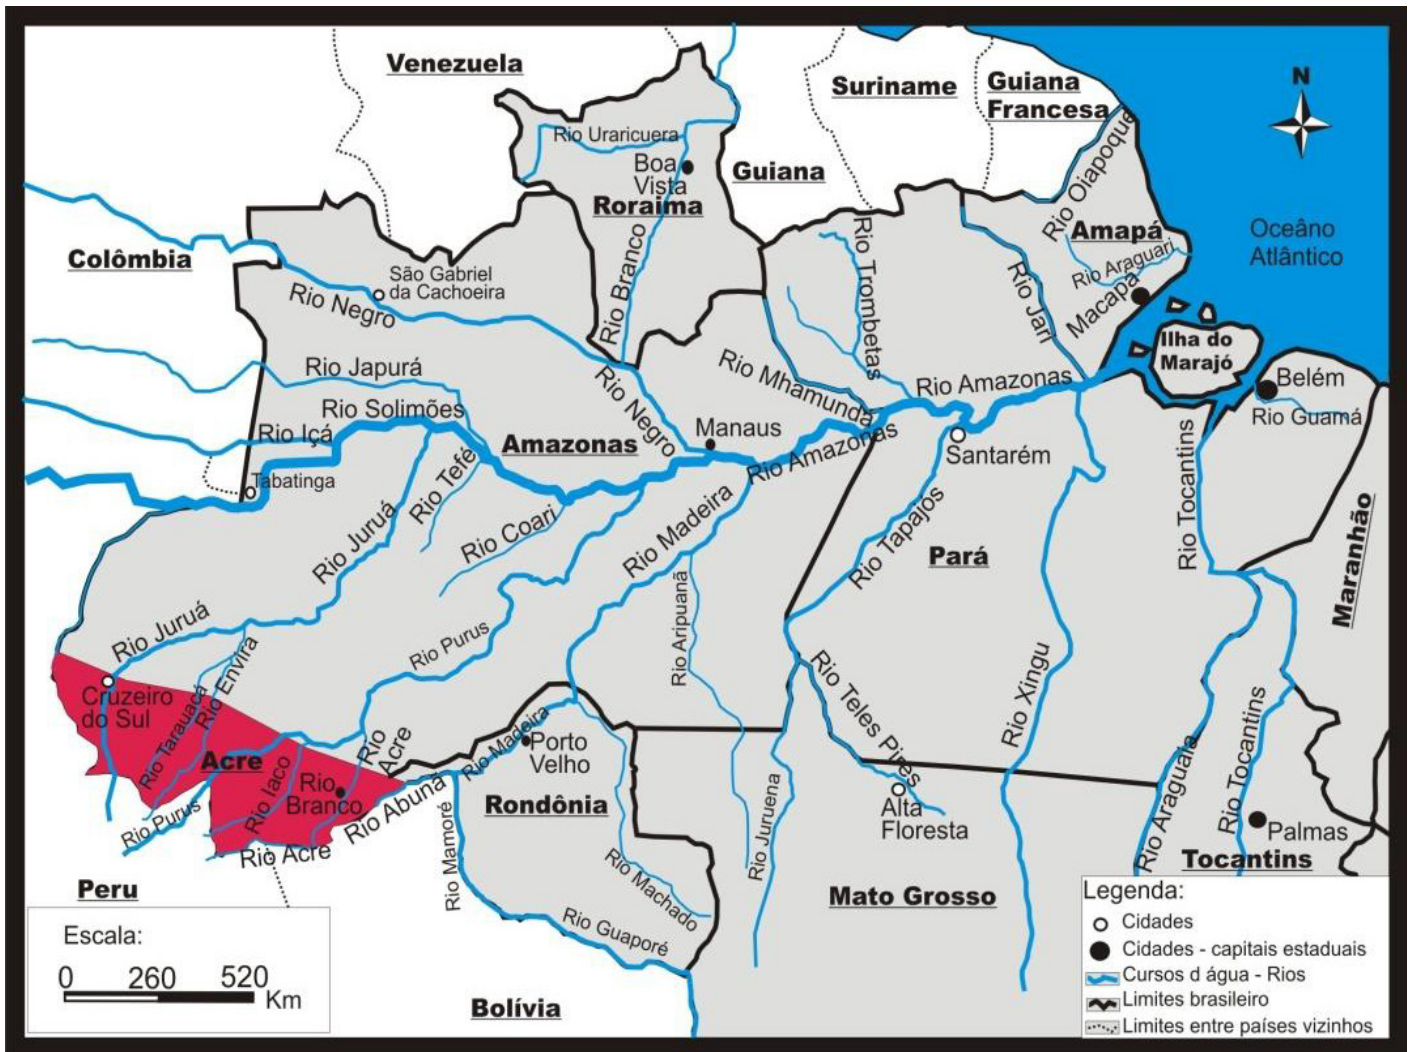 Venezuela
Suriname
Guiana
Francesa
N
Rio Uraricuera
Boa
Vista
Roraima
Guiana
Rio Oiapoque
Amapá
Rio Araguari
Macapá
Oceâno
Atlântico
Colômbia
São Gabriel
da Cachoeira
Rio Negro
Rio Branco
Rio Trombetas
Rio Jari
Ilha do
Marajó
Rio Japurá
Rio Solimões
Rio Içá
Rio Negro
Rio Mhamunda
Rio Amazonas
Belém
Rio Guamá
Amazonas
Manaus
Rio Amazonas
Santarém
Tabatinga
Rio Tefé
Rio Juruá
Rio Coari
Rio Madeira
Rio Tapajós
Pará
Rio Tocantins
Maranhão
Rio Juruá
Rio Envira
Rio Tarauacá
Rio Purus
Rio Aripuanã
Rio Teles Pires
Rio Xingu
Cruzeiro
do Sul
Acre
Rio Iaco
Rio
Branco
Rio Acre
Rio Madeira
Porto
Velho
Rio Purus
Rio Acre
Rio Abunã
Rondônia
Rio Mamoré
Rio Machado
Rio Guaporé
Rio Juruena
Alta
Floresta
Mato Grosso
Rio Araguaia
Rio Tocantins
Palmas
Tocantins
Peru
Bolívia
Escala:
0 260 520
Km
Legenda:
Cidades
Cidades - capitais estaduais
Cursos d água - Rios
Limites brasileiro
Limites entre países vizinhos